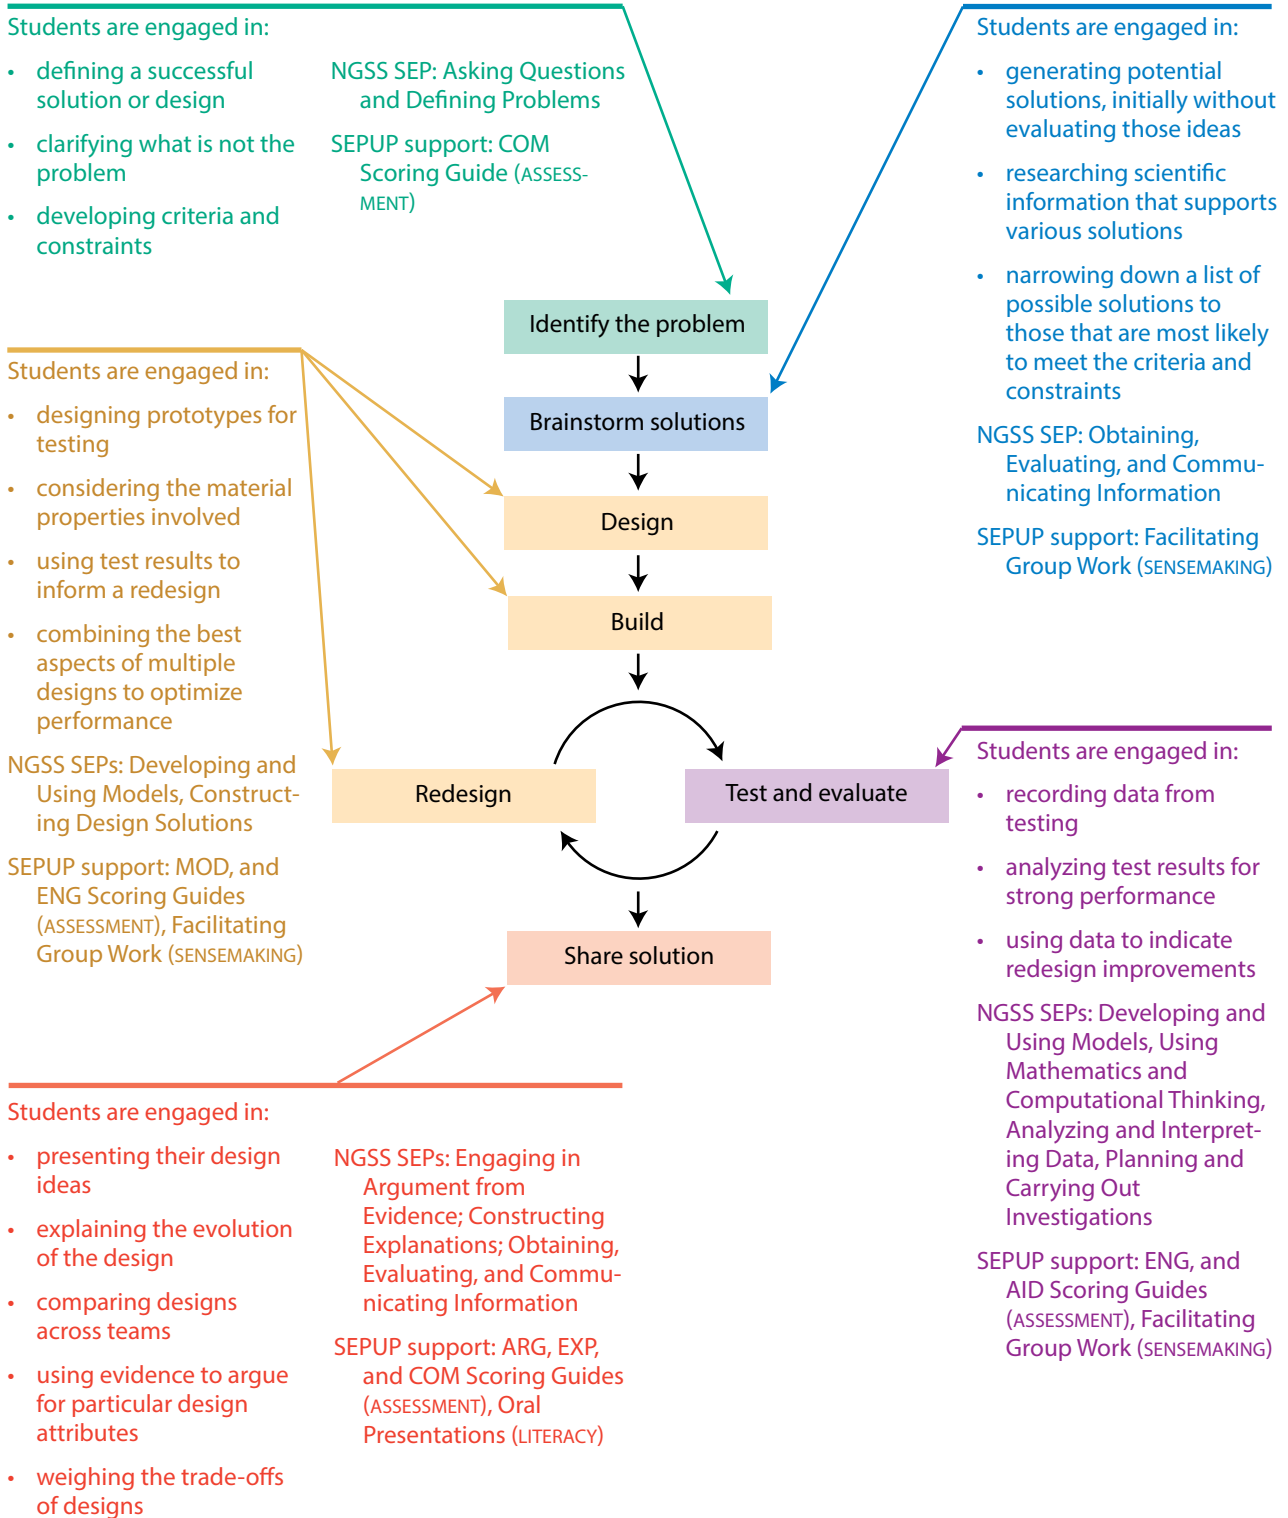 Students are engaged in:
• defining a successful
solution or design
• clarifying what is not the
problem
• developing criteria and
constraints
NGSS SEP: Asking Questions
and Defining Problems
SEPUP support: COM
Scoring Guide (ASSESS-
MENT)
Students are engaged in:
• generating potential
solutions, initially without
evaluating those ideas
• researching scientific
information that supports
various solutions
• narrowing down a list of
possible solutions to
those that are most likely
to meet the criteria and
constraints
NGSS SEP: Obtaining,
Evaluating, and Commu-
nicating Information
SEPUP support: Facilitating
Group Work (SENSEMAKING)
Identify the problem
Brainstorm solutions
Design
Build
Redesign
Test and evaluate
Share solution
Students are engaged in:
• designing prototypes for
testing
• considering the material
properties involved
• using test results to
inform a redesign
• combining the best
aspects of multiple
designs to optimize
performance
NGSS SEPs: Developing and
Using Models, Construct-
ing Design Solutions
SEPUP support: MOD, and
ENG Scoring Guides
(ASSESSMENT), Facilitating
Group Work (SENSEMAKING)
Students are engaged in:
• recording data from
testing
• analyzing test results for
strong performance
• using data to indicate
redesign improvements
NGSS SEPs: Developing and
Using Models, Using
Mathematics and
Computational Thinking,
Analyzing and Interpret-
ing Data, Planning and
Carrying Out
Investigations
SEPUP support: ENG, and
AID Scoring Guides
(ASSESSMENT), Facilitating
Group Work (SENSEMAKING)
Students are engaged in:
• presenting their design
ideas
• explaining the evolution
of the design
• comparing designs
across teams
• using evidence to argue
for particular design
attributes
• weighing the trade-offs
of designs
NGSS SEPs: Engaging in
Argument from
Evidence; Constructing
Explanations; Obtaining,
Evaluating, and Commu-
nicating Information
SEPUP support: ARG, EXP,
and COM Scoring Guides
(ASSESSMENT), Oral
Presentations (LITERACY)